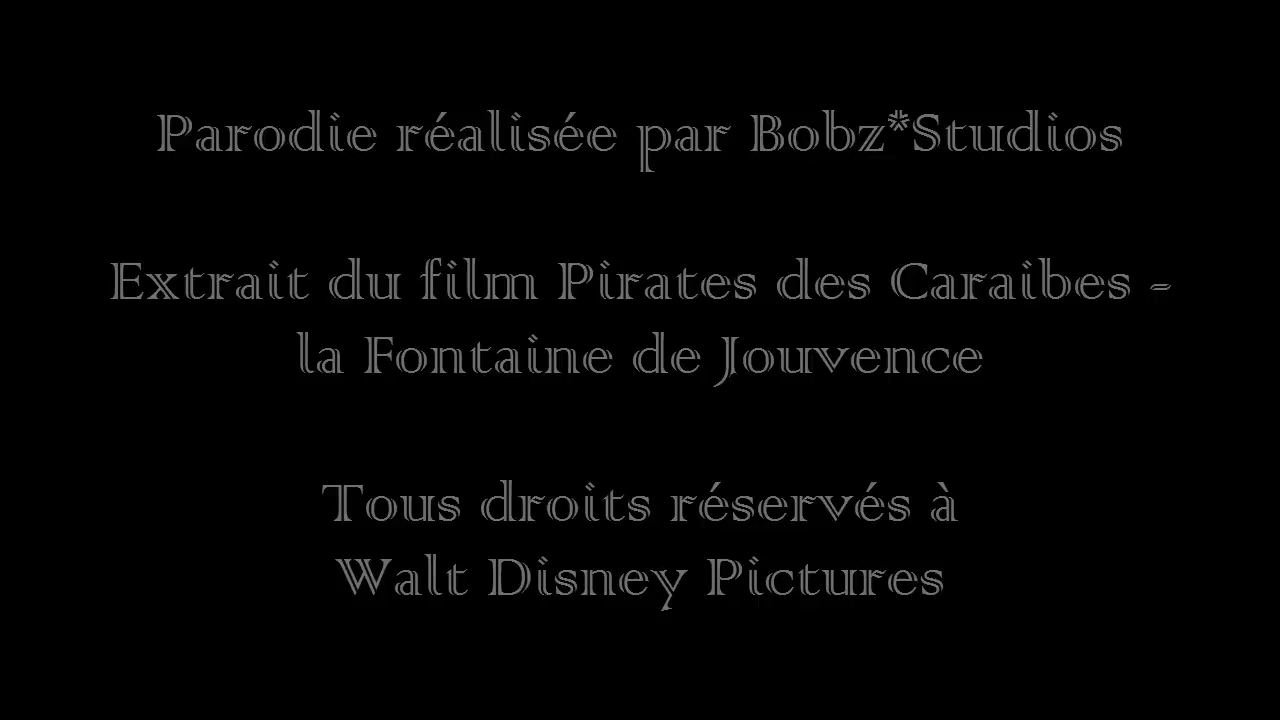 Parodie réalisée par Bobz*Studios
Extrait du film Pirates des Caraibes -
la Fontaine de Jouvence
Tous droits réservés à
Walt Disney Pictures